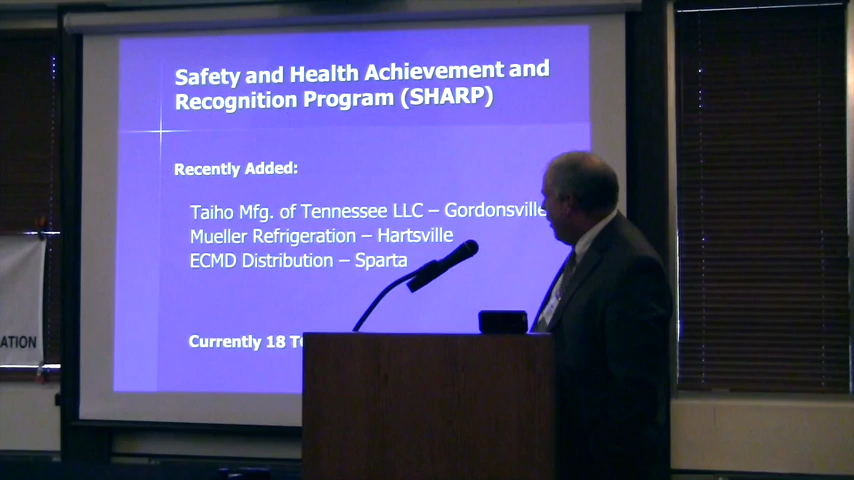 Safety and Health Achievement and
Recognition Program (SHARP)
Recently Added:
Taiho Mfg. of Tennessee LLC – Gordonsville
Mueller Refrigeration – Hartsville
ECMD Distribution – Sparta
Currently 18
ATION